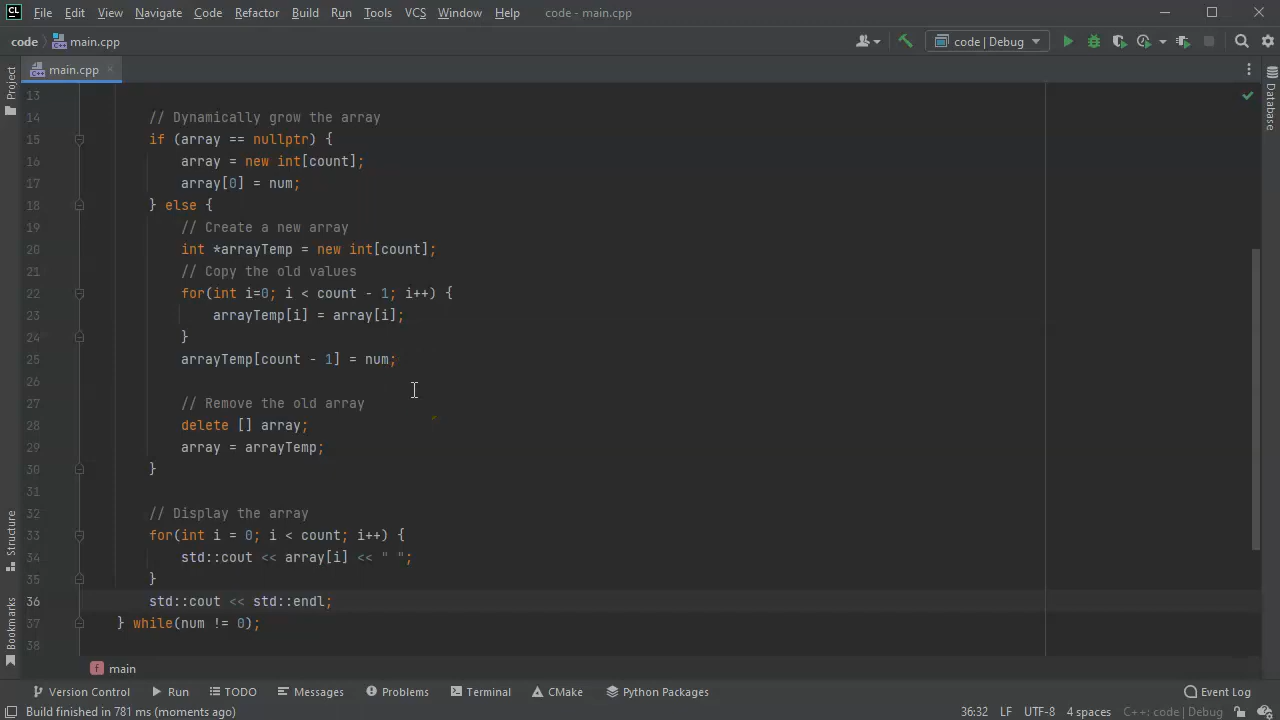 CL File Edit View Navigate Code Refactor Build Run Tools VCS Window Help code - main.cpp
code main.cpp code | Debug
main.cpp
Project
Database
13
14 // Dynamically grow the array
15 if (array == nullptr) {
16 array = new int[count];
17 array[0] = num;
18 } else {
19 // Create a new array
20 int *arrayTemp = new int[count];
21 // Copy the old values
22 for(int i=0; i < count - 1; i++) {
23 arrayTemp[i] = array[i];
24 }
25 arrayTemp[count - 1] = num;
26
27 // Remove the old array
28 delete [] array;
29 array = arrayTemp;
30 }
31
32 // Display the array
33 for(int i = 0; i < count; i++) {
34 std::cout << array[i] << " ";
35 }
36 std::cout << std::endl;
37 } while(num != 0);
38
Structure
Bookmarks
f main
Version Control Run TODO Messages Problems Terminal CMake Python Packages Event Log
Build finished in 781 ms (moments ago) 36:32 LF UTF-8 4 spaces C++: code | Debug